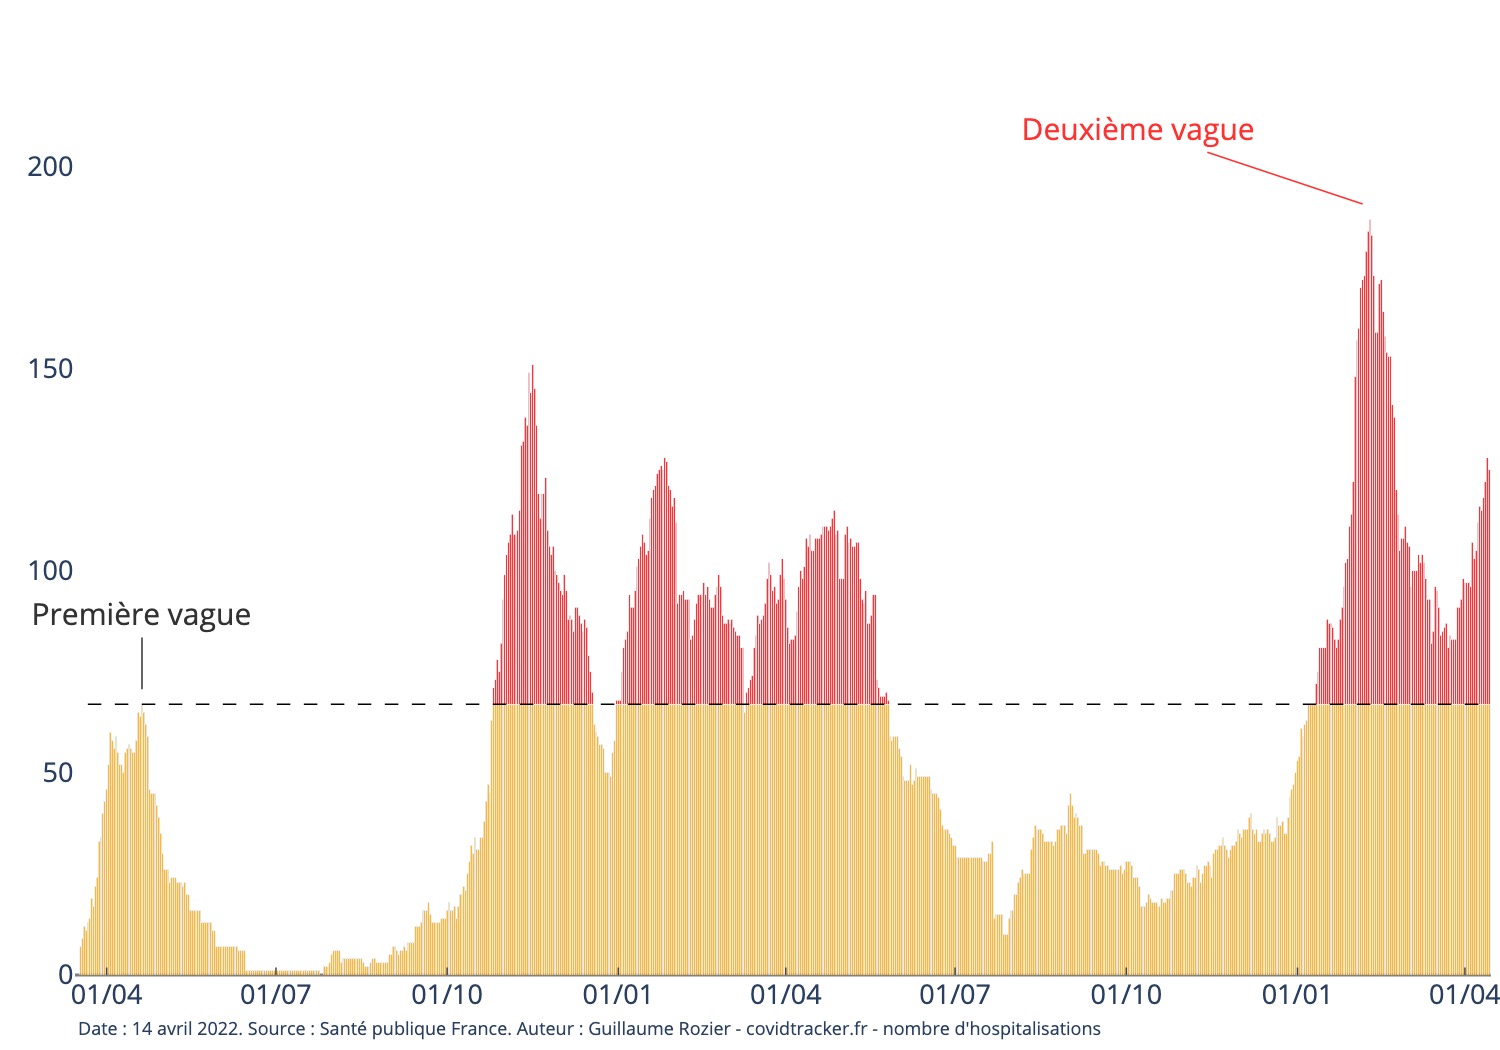 Deuxième vague
200
150
100
Première vague
50
0
01/04 01/07 01/10 01/01 01/04 01/07 01/10 01/01 01/04
Date : 14 avril 2022. Source : Santé publique France. Auteur : Guillaume Rozier - covidtracker.fr - nombre d'hospitalisations